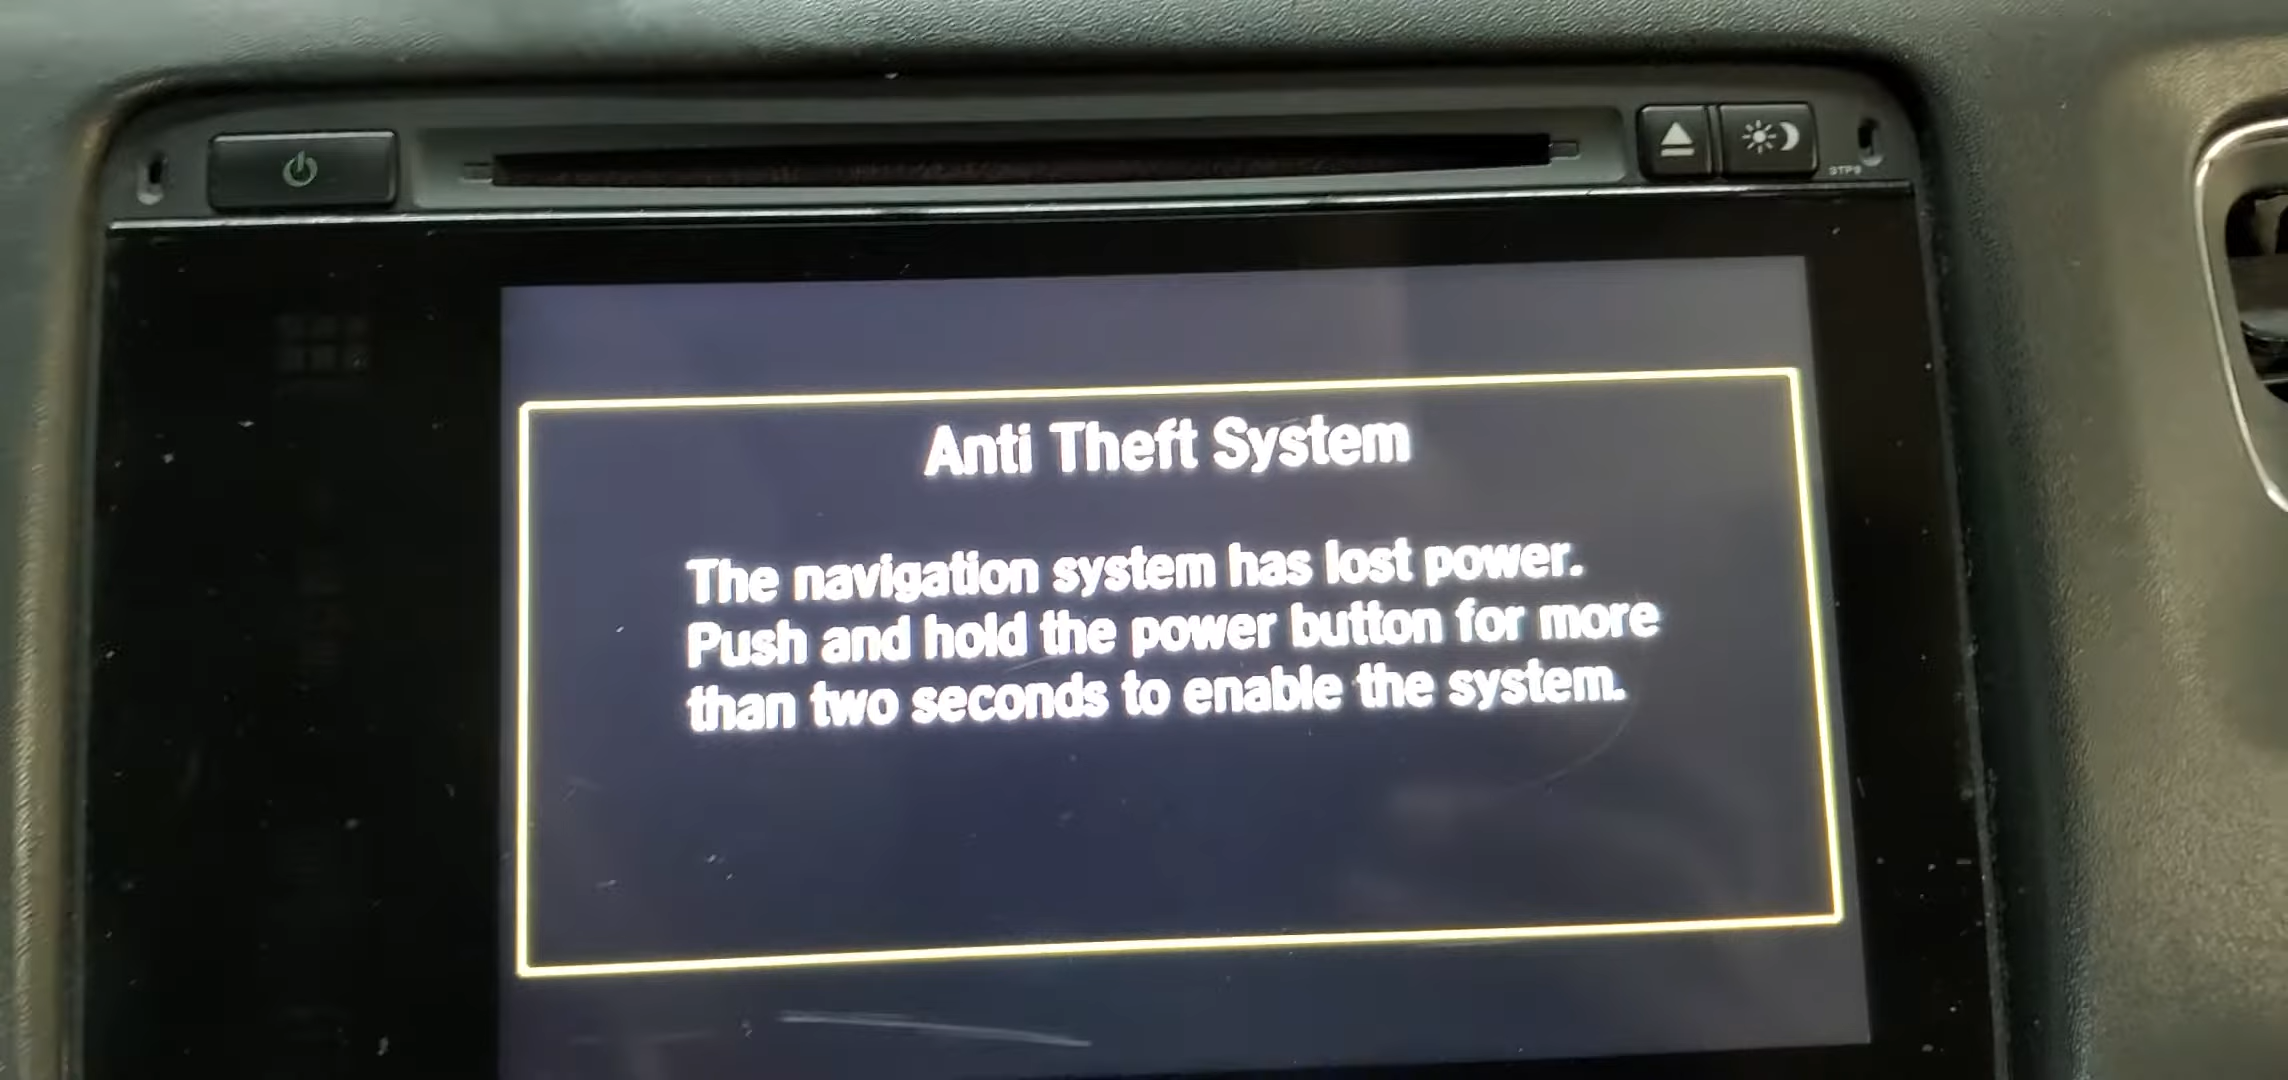 Anti Theft System
The navigation system has lost power.
Push and hold the power button for more
than two seconds to enable the system.